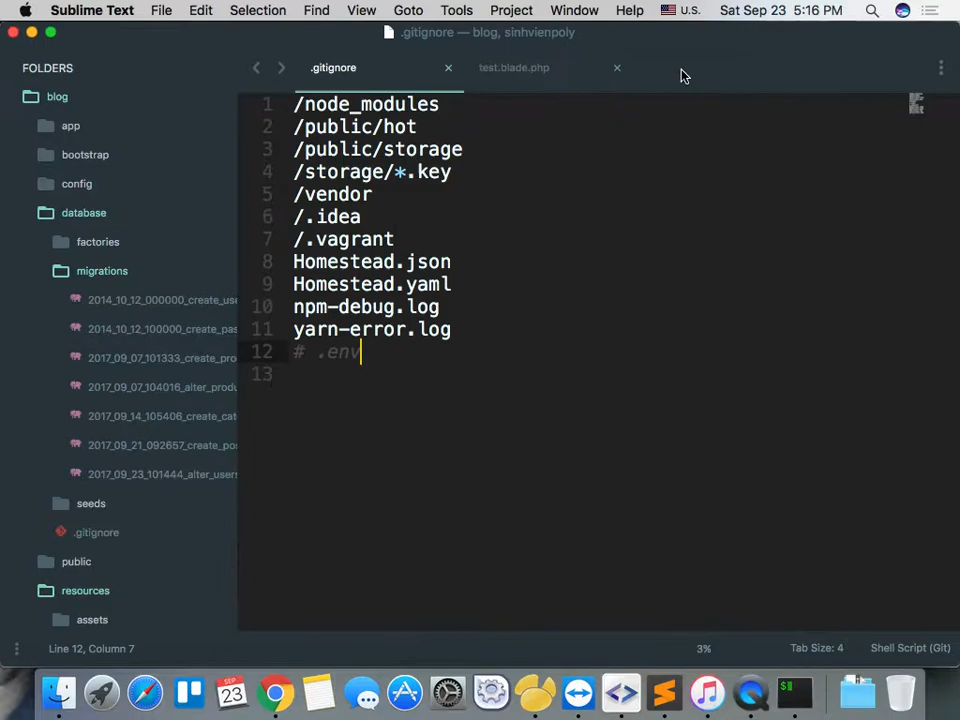 Sublime Text File Edit Selection Find View Goto Tools Project Window Help U.S. Sat Sep 23 5:16 PM
.gitignore — blog, sinhvienpoly
FOLDERS
blog
app
bootstrap
config
database
factories
migrations
2014_10_12_000000_create_use
2014_10_12_100000_create_pas
2017_09_07_101333_create_pro
2017_09_07_104016_alter_produ
2017_09_14_105406_create_cat
2017_09_21_092657_create_pos
2017_09_23_101444_alter_users
seeds
.gitignore
public
resources
assets
.gitignore test.blade.php
1 /node_modules
2 /public/hot
3 /public/storage
4 /storage/*.key
5 /vendor
6 /.idea
7 /.vagrant
8 Homestead.json
9 Homestead.yaml
10 npm-debug.log
11 yarn-error.log
12 # .env
13
Line 12, Column 7 3% Tab Size: 4 Shell Script (Git)
SEP
23